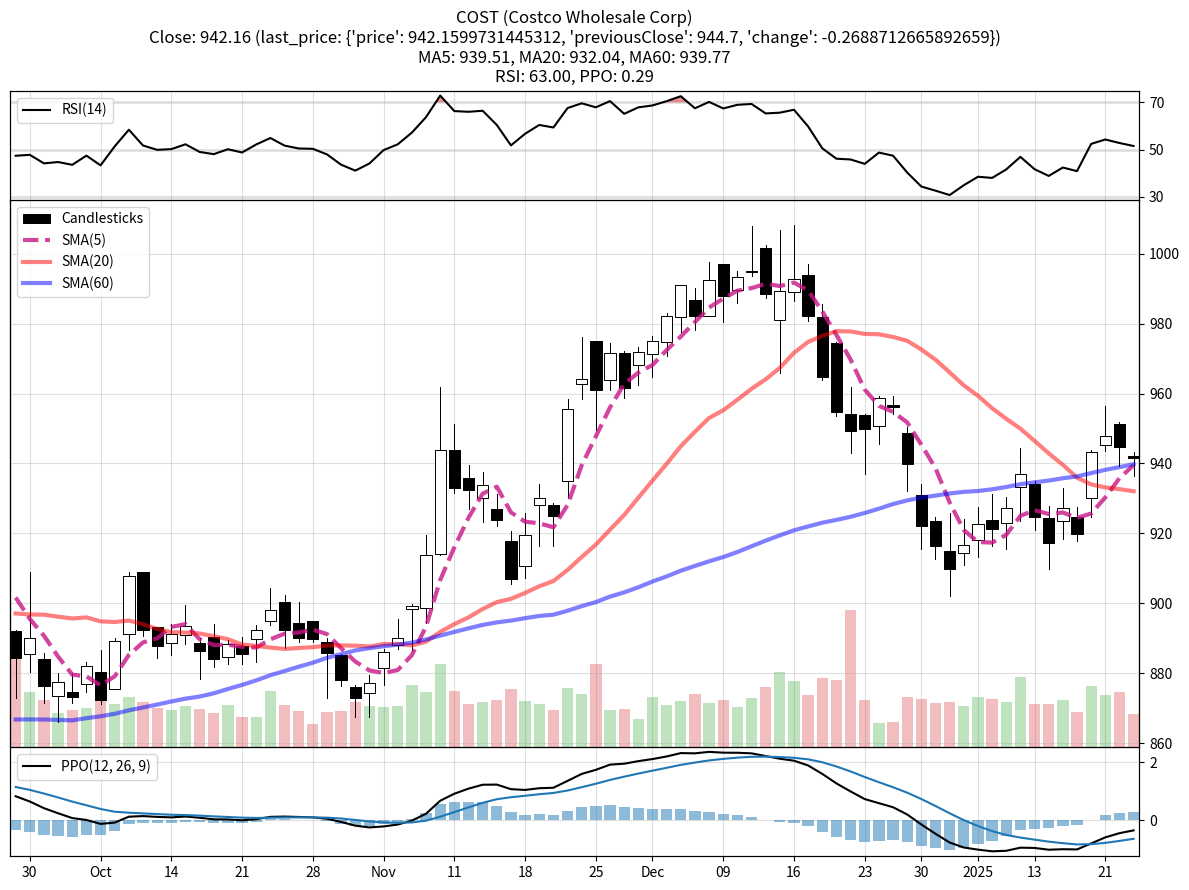 COST (Costco Wholesale Corp)
Close: 942.16 (last_price: {'price': 942.1599731445312, 'previousClose': 944.7, 'change': -0.2688712665892659})
MA5: 939.51, MA20: 932.04, MA60: 939.77
RSI: 63.00, PPO: 0.29
RSI(14)
70
50
30
Candlesticks
SMA(5)
SMA(20)
SMA(60)
1000
980
960
940
920
900
880
860
PPO(12, 26, 9)
2
0
30 Oct 14 21 28 Nov 11 18 25 Dec 09 16 23 30 2025 13 21